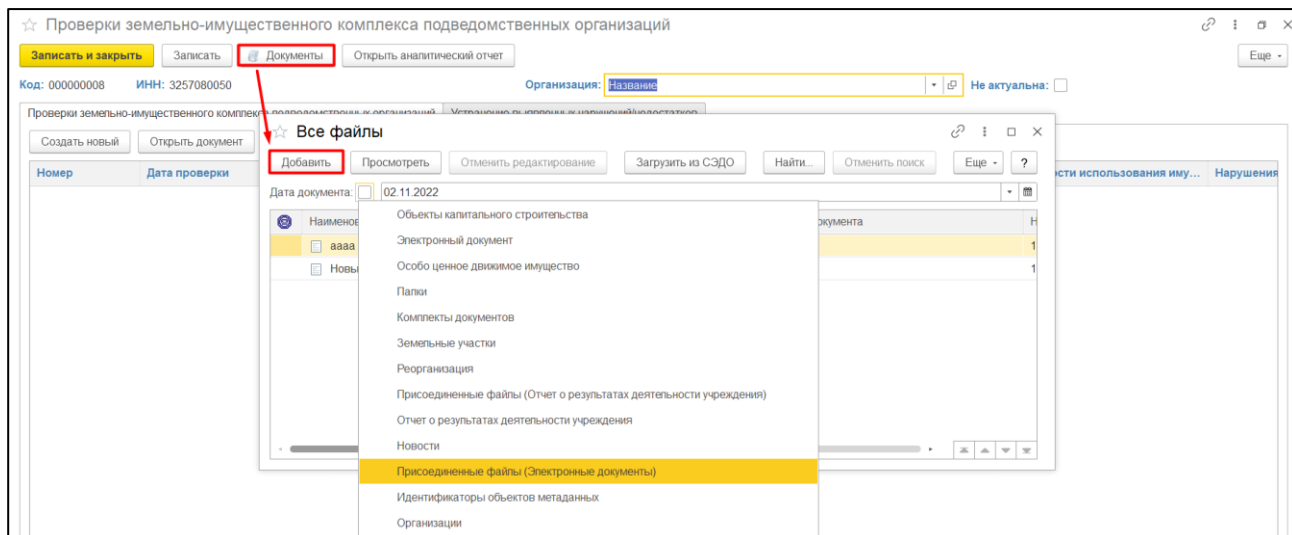 Проверки земельно-имущественного комплекса подведомственных организаций
Записать и закрыть Записать Документы Открыть аналитический отчет Еще
Код: 000000008 ИНН: 3257080050 Организация: Название Не актуальна:
Проверки земельно-имущественного
Все файлы
Создать новый Открыть документ
Добавить Просмотреть Отменить редактирование Загрузить из СЭДО Найти... Отменить поиск Еще ?
Номер Дата проверки использования иму... Нарушения
Дата документа: 02.11.2022
Объекты капитального строительства
Электронный документ
аааа
Особо ценное движимое имущество
Папки
Комплекты документов
Земельные участки
Реорганизация
Присоединенные файлы (Отчет о результатах деятельности учреждения)
Отчет о результатах деятельности учреждения
Новости
Присоединенные файлы (Электронные документы)
Идентификаторы объектов метаданных
Организации